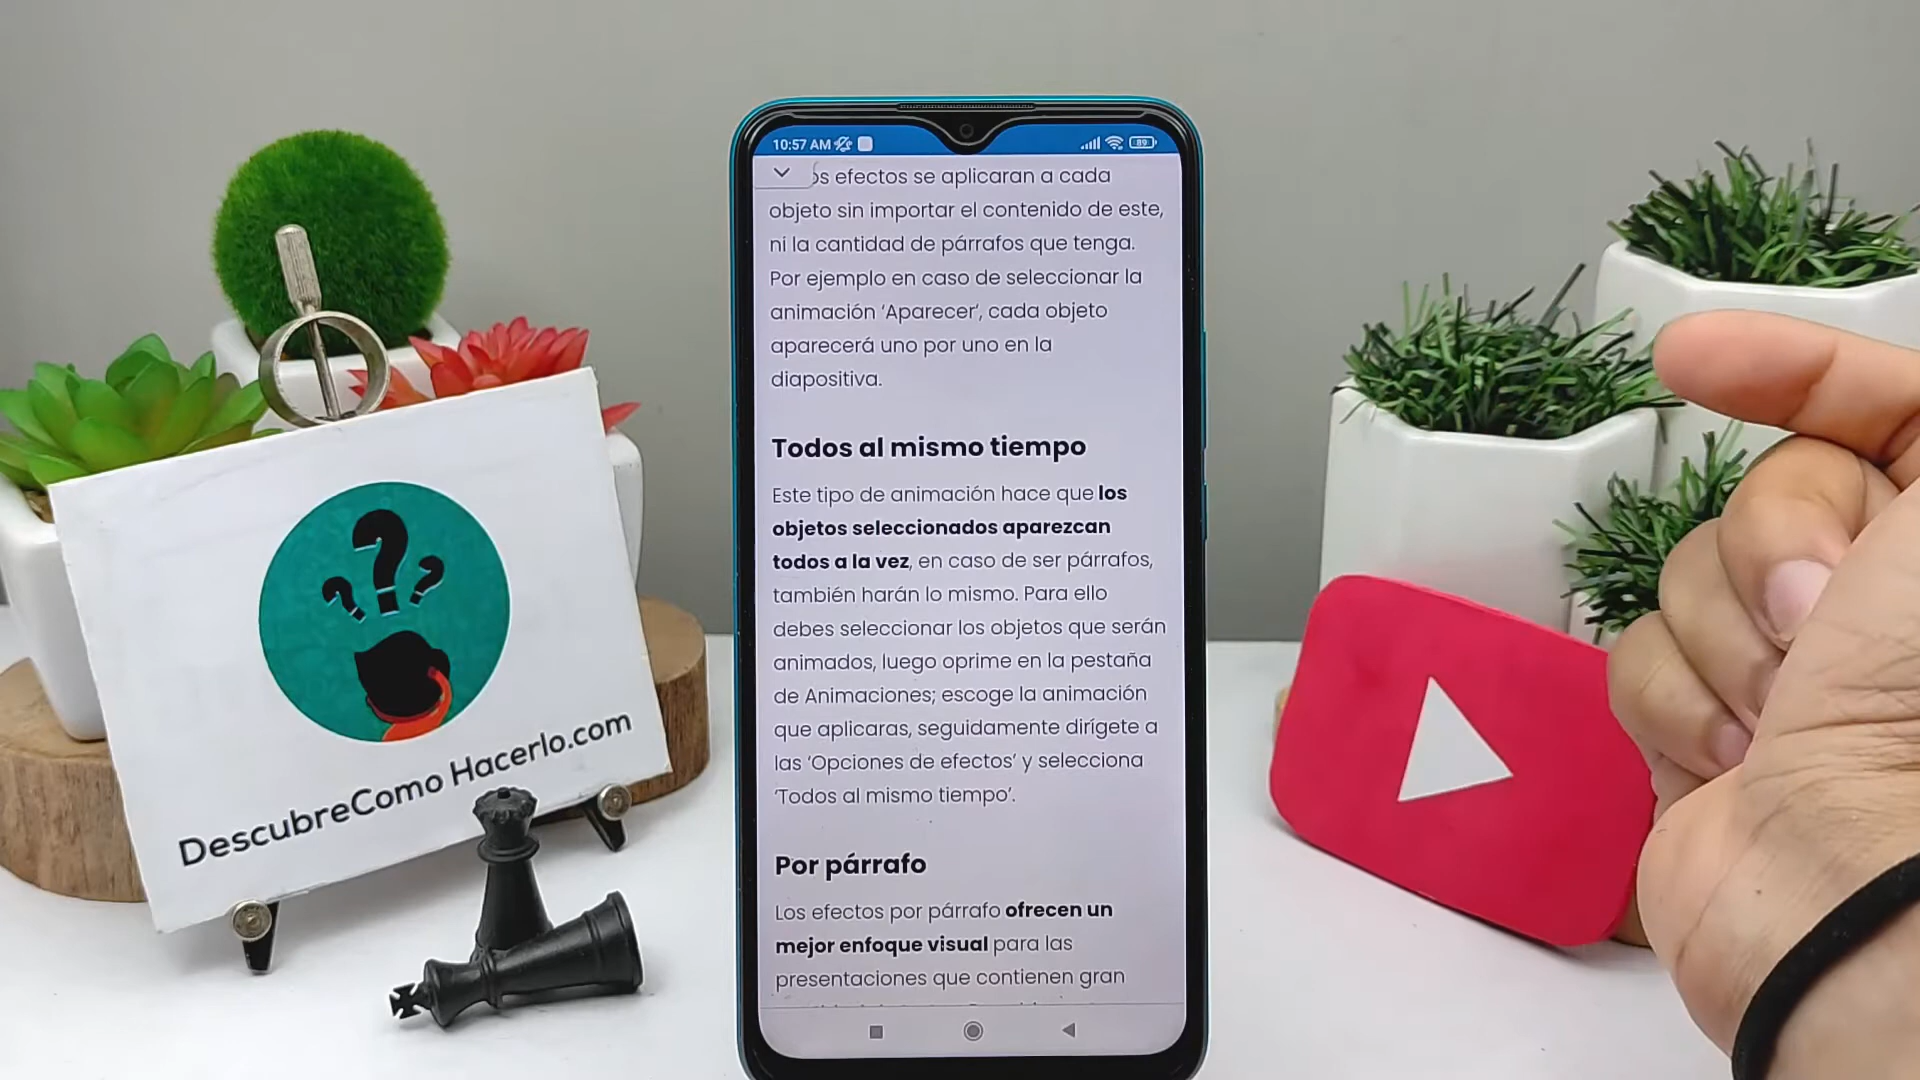 10:57 AM
89
os efectos se aplicaran a cada
objeto sin importar el contenido de este,
ni la cantidad de párrafos que tenga.
Por ejemplo en caso de seleccionar la
animación ‘Aparecer’, cada objeto
aparecerá uno por uno en la
diapositiva.
Todos al mismo tiempo
Este tipo de animación hace que los
objetos seleccionados aparezcan
todos a la vez, en caso de ser párrafos,
también harán lo mismo. Para ello
debes seleccionar los objetos que serán
animados, luego oprime en la pestaña
de Animaciones; escoge la animación
que aplicaras, seguidamente dirígete a
las ‘Opciones de efectos’ y selecciona
‘Todos al mismo tiempo’.
Por párrafo
Los efectos por párrafo ofrecen un
mejor enfoque visual para las
presentaciones que contienen gran
???
DescubreComo Hacerlo.com